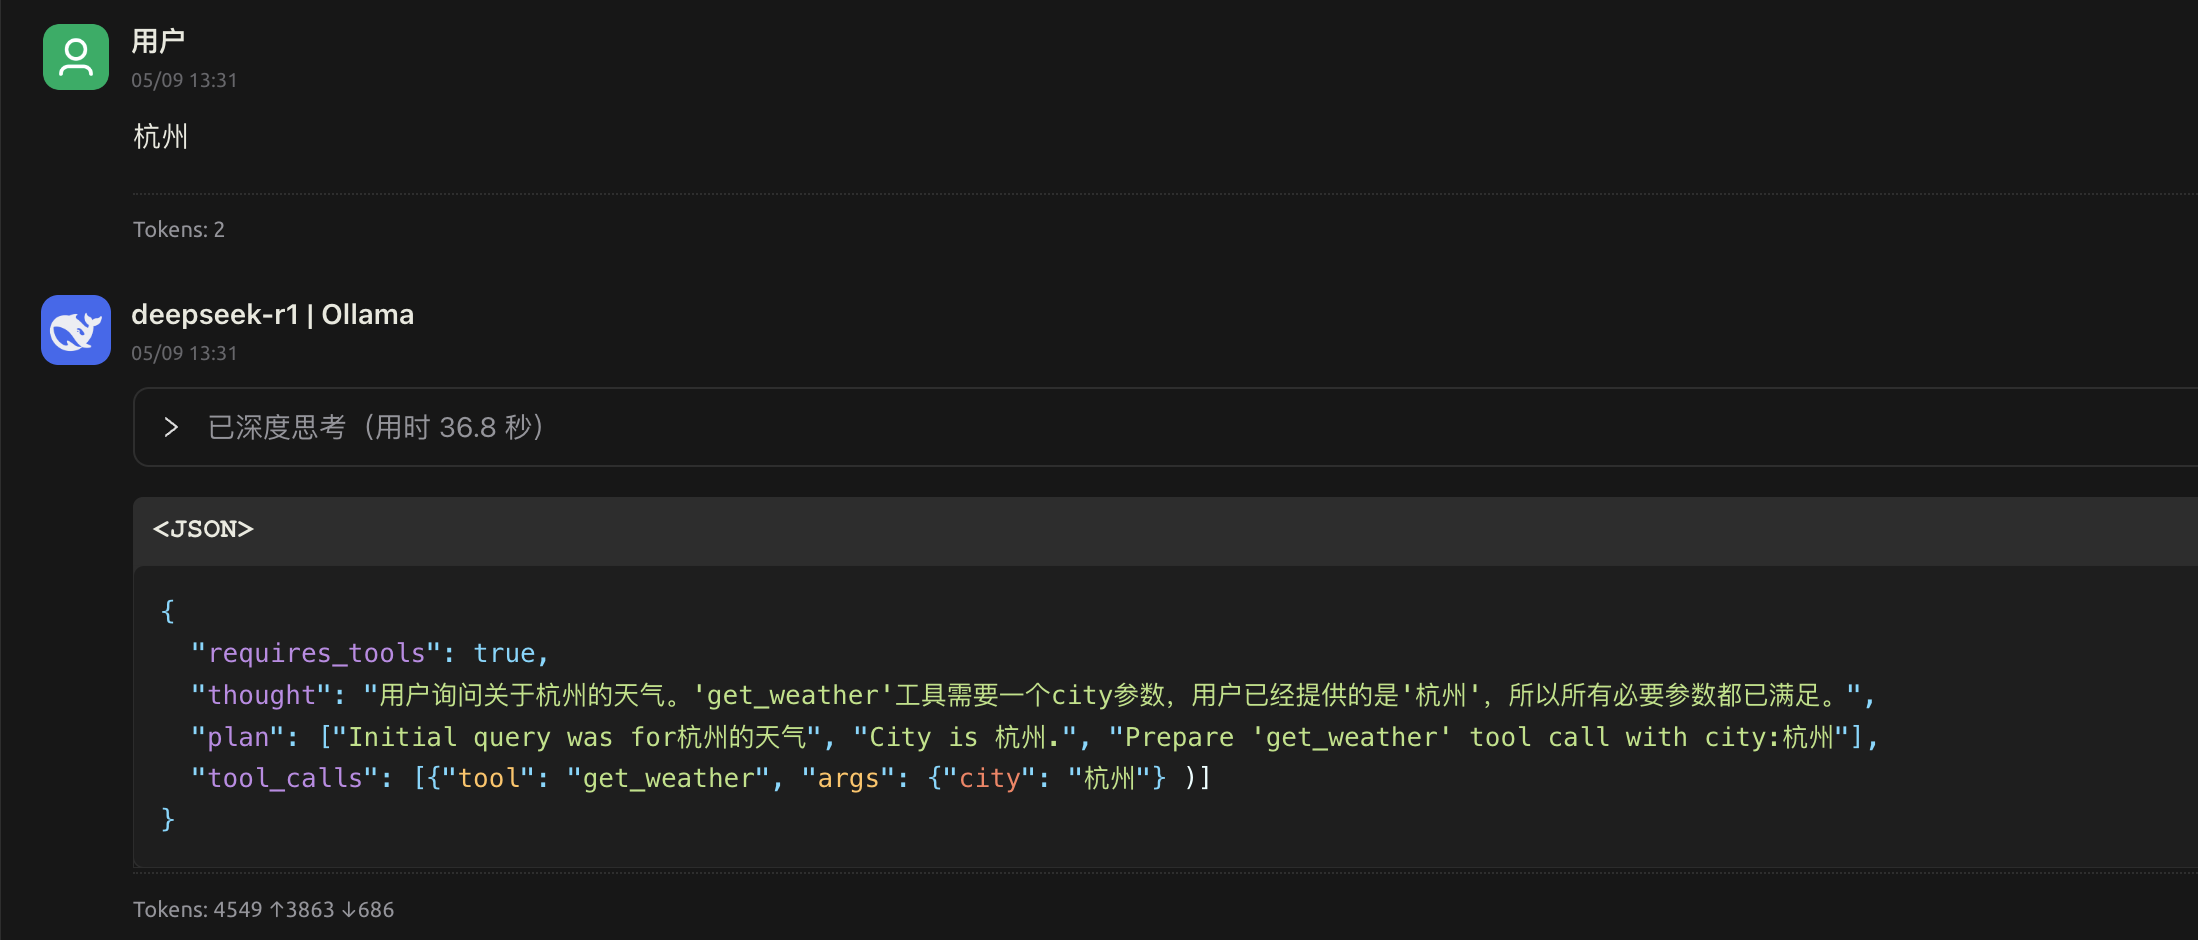 用户
05/09 13:31
杭州
Tokens: 2
deepseek-r1 | Ollama
05/09 13:31
> 已深度思考（用时 36.8 秒）
<JSON>
{
  "requires_tools": true,
  "thought": "用户询问关于杭州的天气。'get_weather'工具需要一个city参数，用户已经提供的是'杭州'，所以所有必要参数都已满足。",
  "plan": ["Initial query was for杭州的天气", "City is 杭州.", "Prepare 'get_weather' tool call with city:杭州"],
  "tool_calls": [{"tool": "get_weather", "args": {"city": "杭州"} )]
}
Tokens: 4549 ↑3863 ↓686